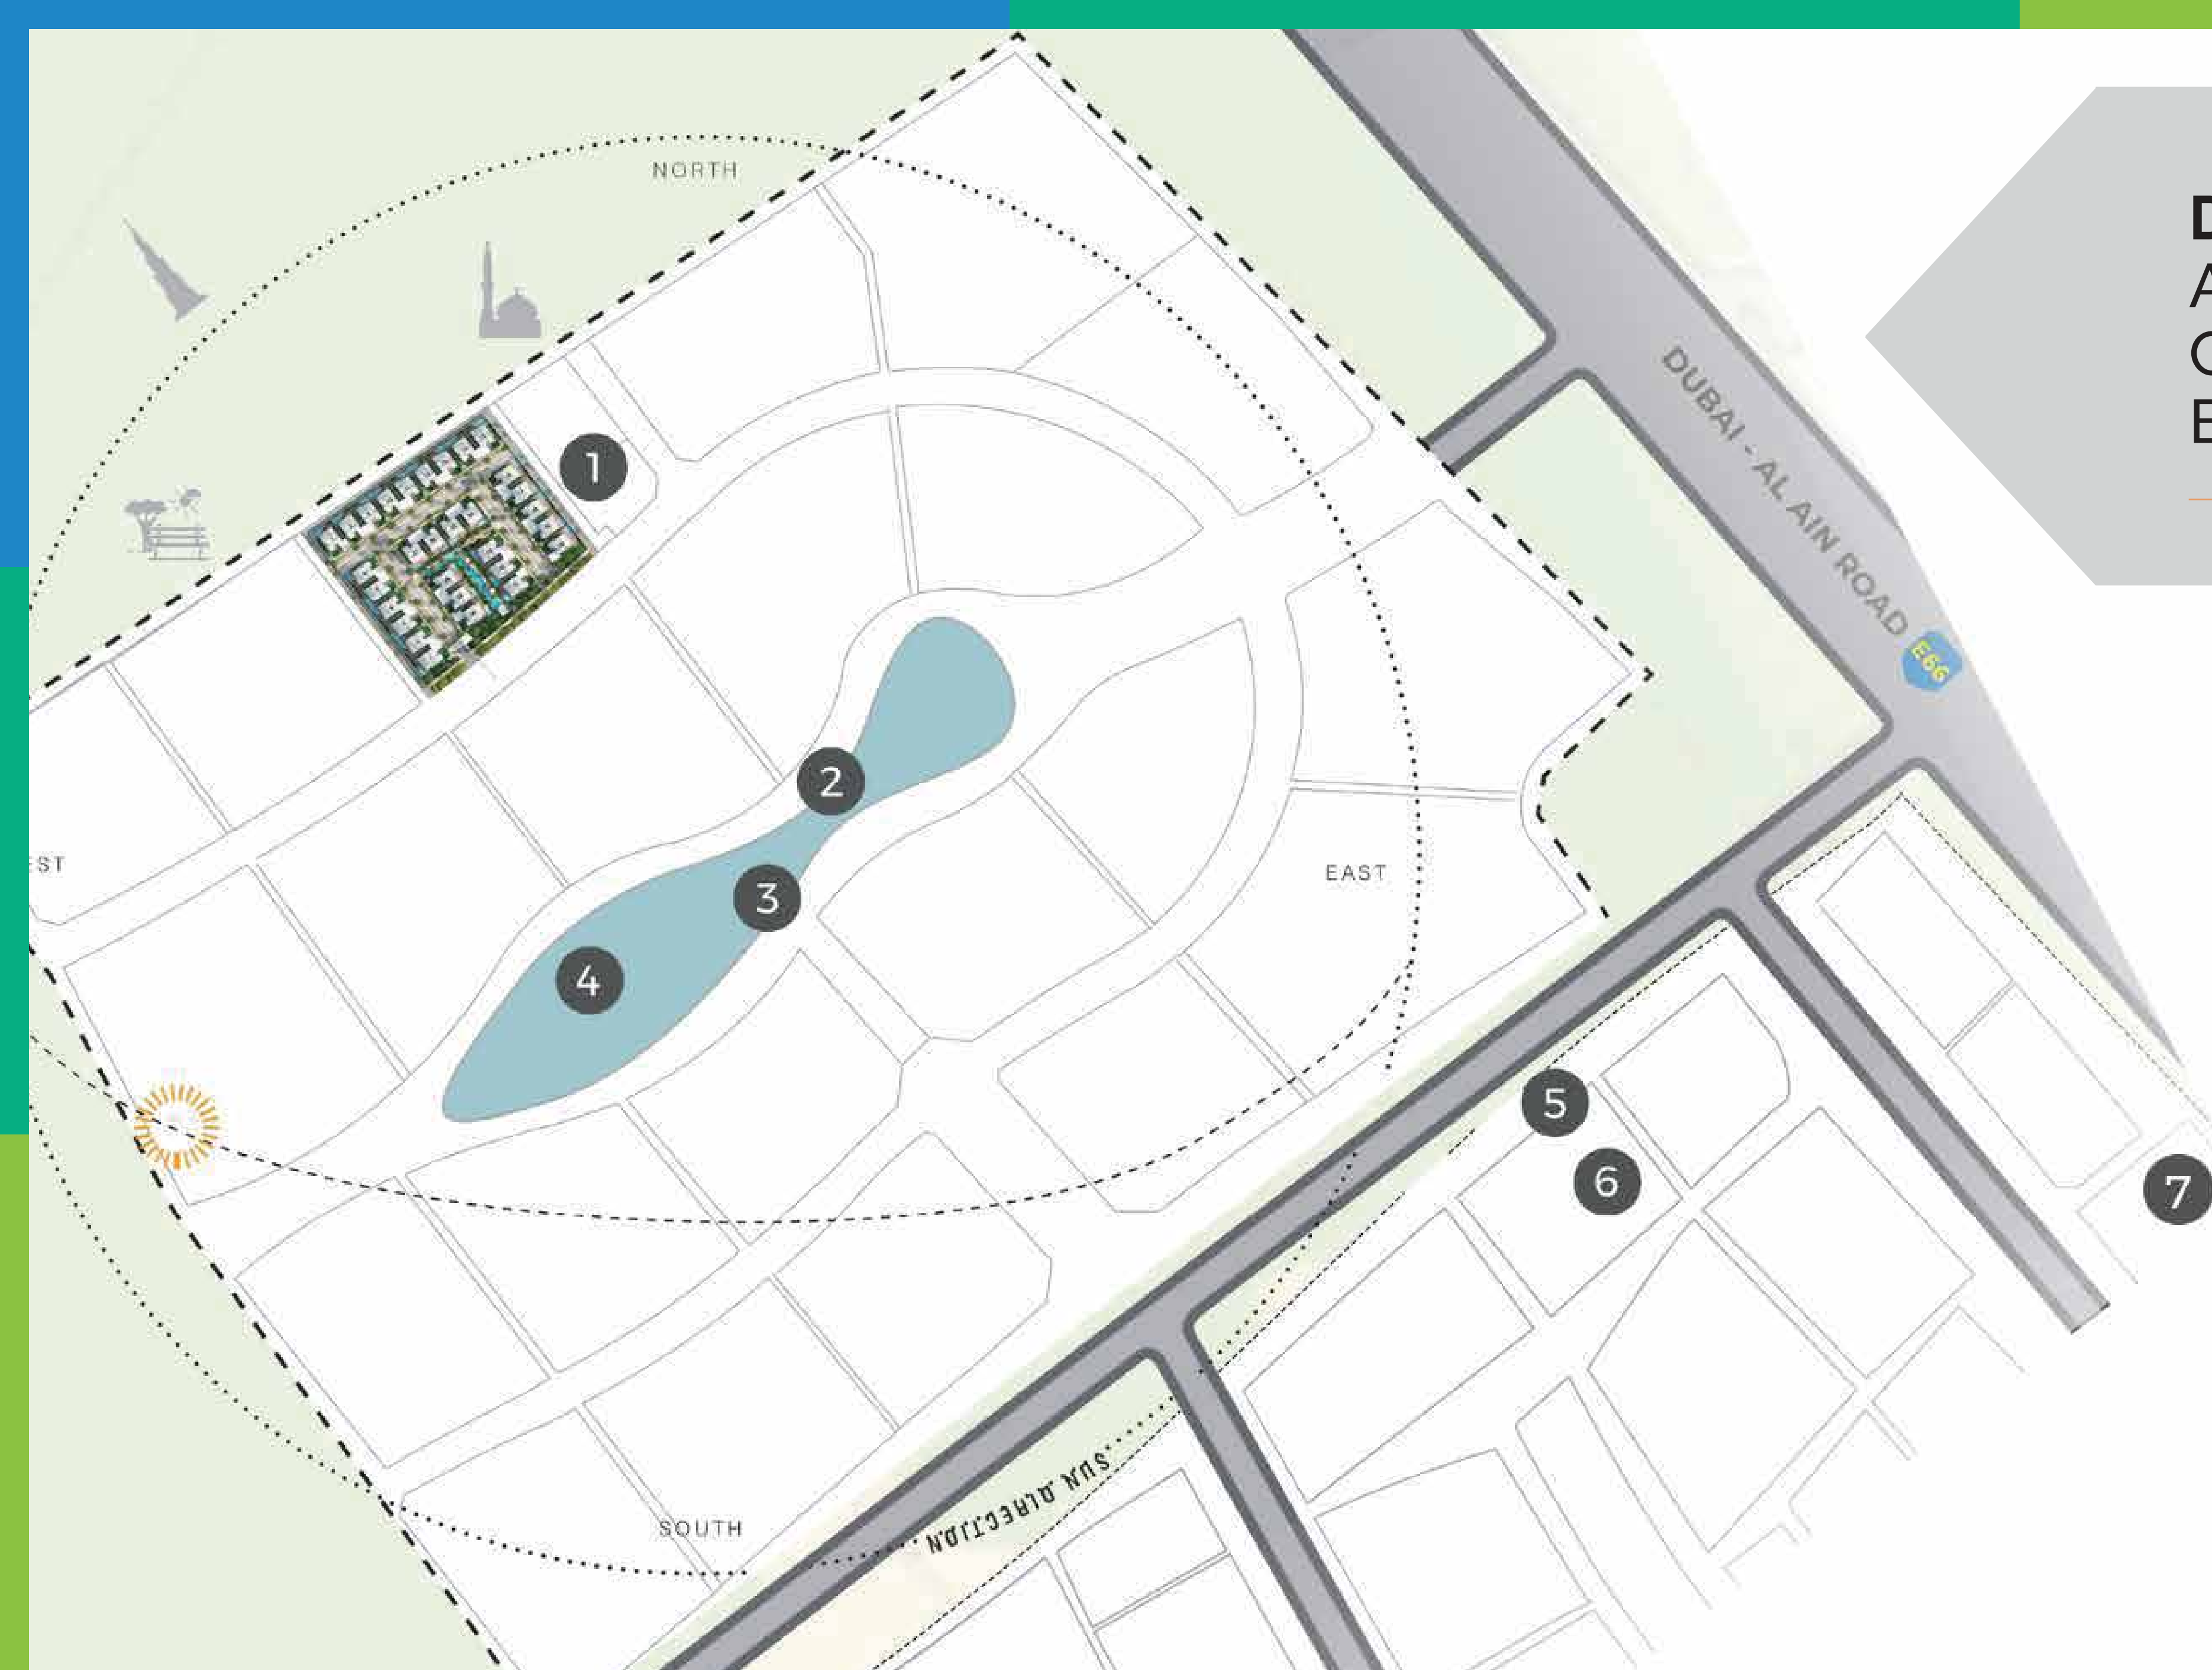 NORTH
D
A
C
E
1
DUBAI - AL AIN ROAD
E66
2
EAST
3
4
5
6
7
SUN DIRECTION
SOUTH